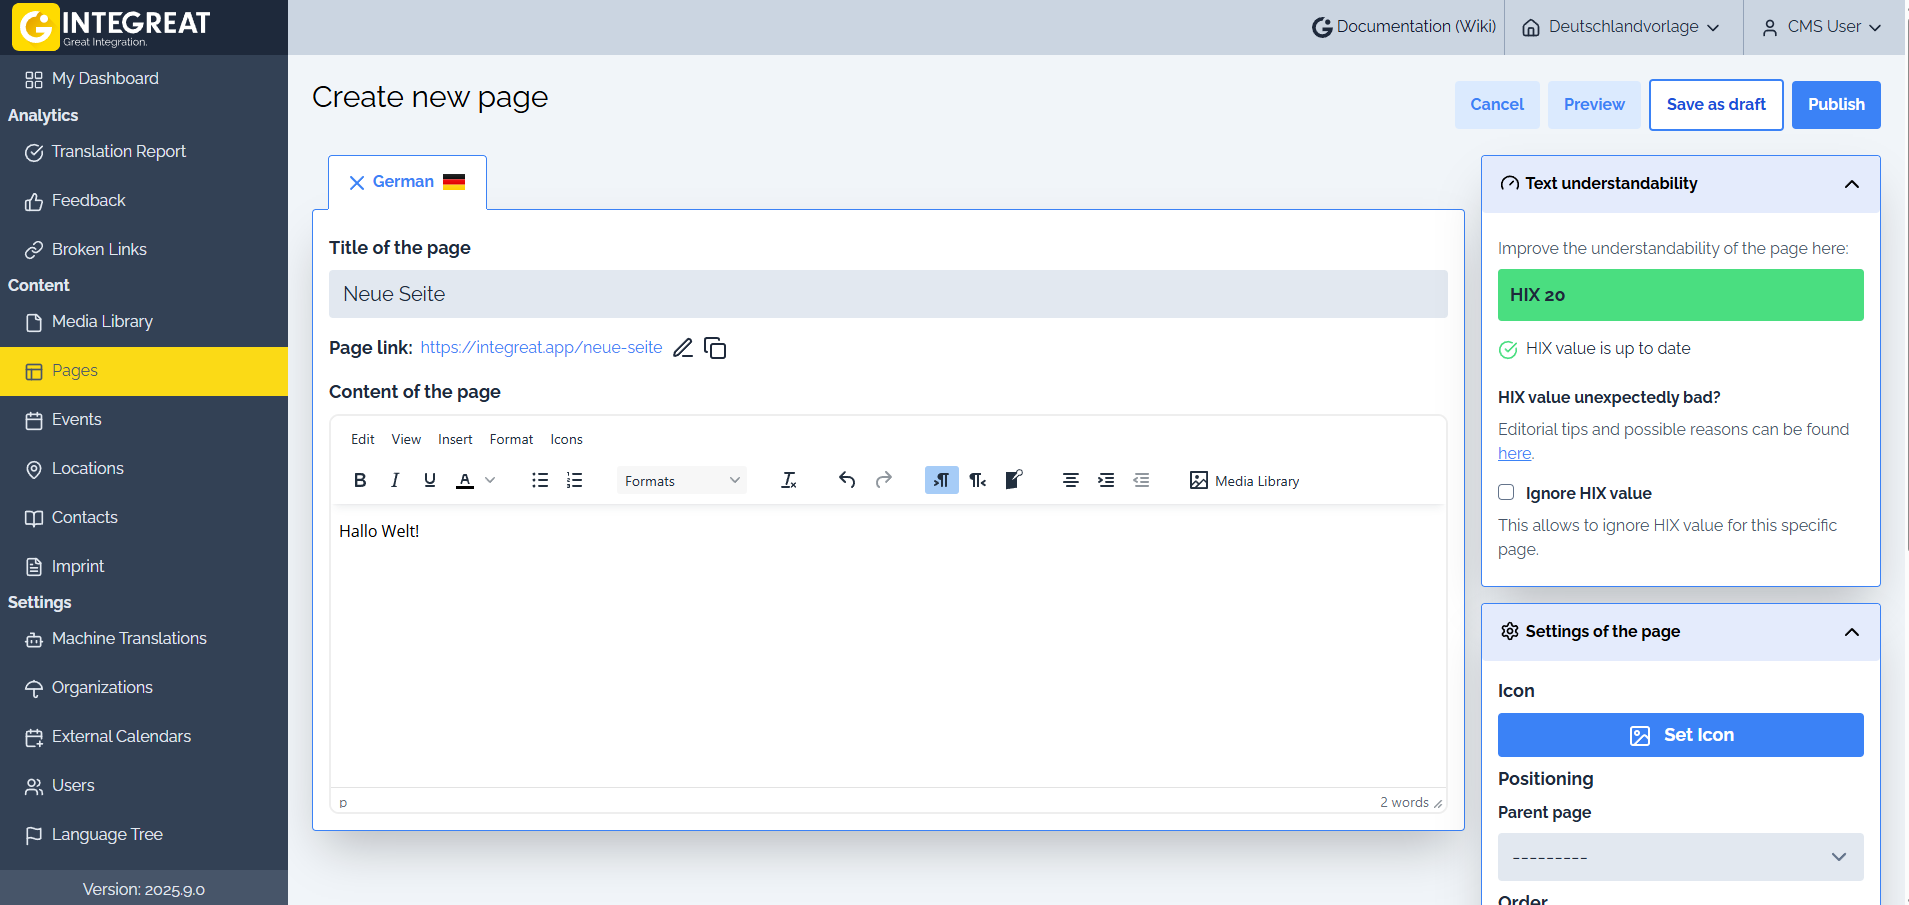 INTEGREAT
Great Integration.
Documentation (Wiki)
Deutschlandvorlage
CMS User
My Dashboard
Analytics
Translation Report
Feedback
Broken Links
Content
Media Library
Pages
Events
Locations
Contacts
Imprint
Settings
Machine Translations
Organizations
External Calendars
Users
Language Tree
Version: 2025.9.0
Create new page
Cancel
Preview
Save as draft
Publish
German
Title of the page
Neue Seite
Page link: https://integreat.app/neue-seite
Content of the page
Edit View Insert Format Icons
B I U A Formats Media Library
Hallo Welt!
p
2 words
Text understandability
Improve the understandability of the page here:
HIX 20
HIX value is up to date
HIX value unexpectedly bad?
Editorial tips and possible reasons can be found
here.
Ignore HIX value
This allows to ignore HIX value for this specific
page.
Settings of the page
Icon
Set Icon
Positioning
Parent page
---------
Order